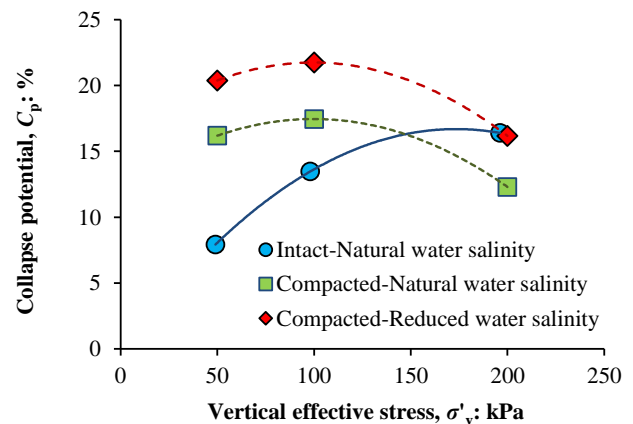 25
20
15
10
5
0
Collapse potential, Cp: %
Intact-Natural water salinity
Compacted-Natural water salinity
Compacted-Reduced water salinity
0 50 100 150 200 250
Vertical effective stress, σ'v: kPa